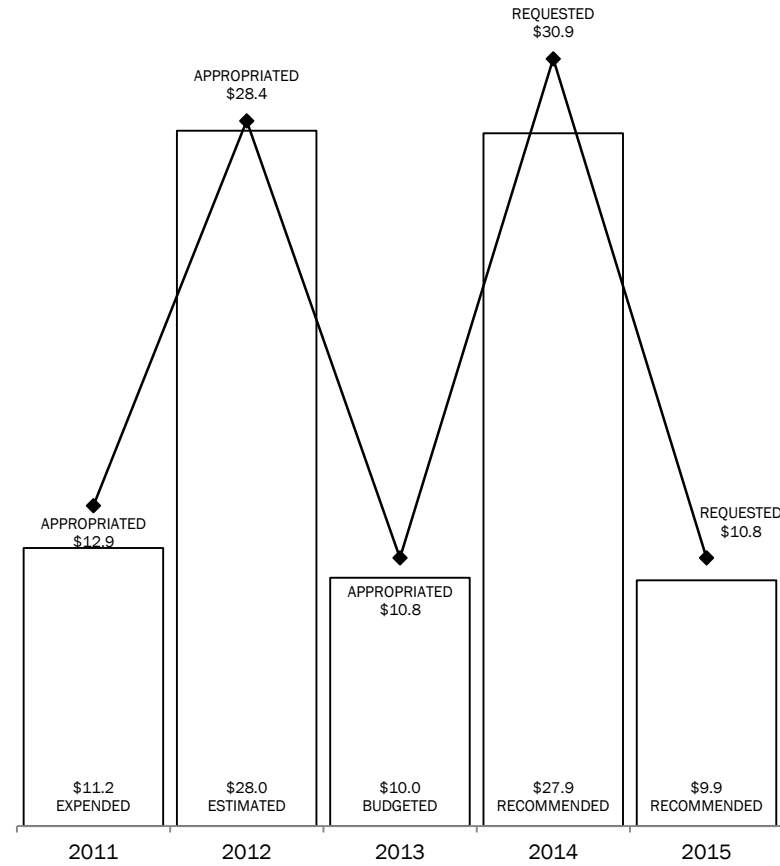 REQUESTED
$30.9
APPROPRIATED
$28.4
APPROPRIATED
$12.9
REQUESTED
$10.8
APPROPRIATED
$10.8
$11.2
EXPENDED
$28.0
ESTIMATED
$10.0
BUDGETED
$27.9
RECOMMENDED
$9.9
RECOMMENDED
2011
2012
2013
2014
2015